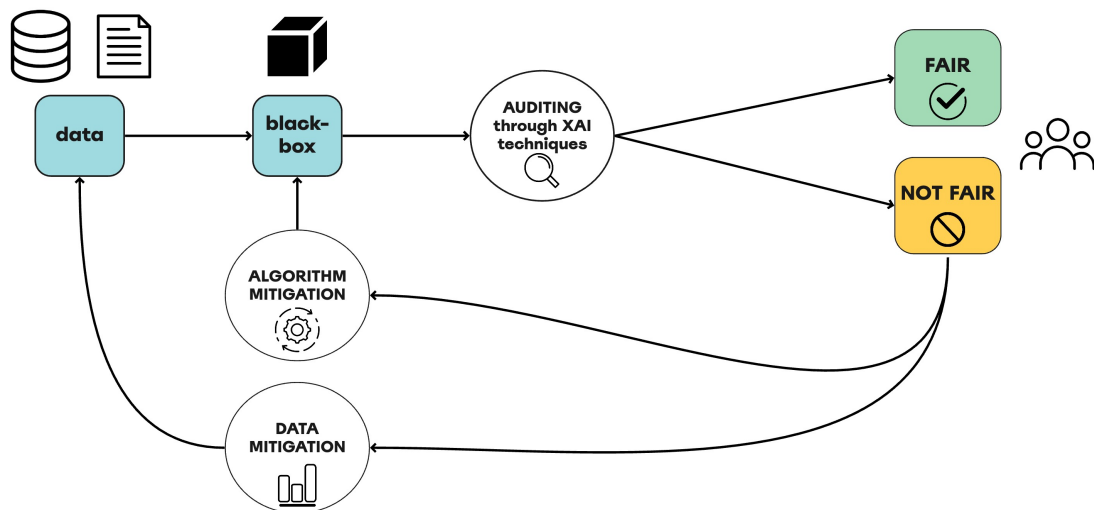 data
black-
box
AUDITING
through XAI
techniques
FAIR
NOT FAIR
ALGORITHM
MITIGATION
DATA
MITIGATION